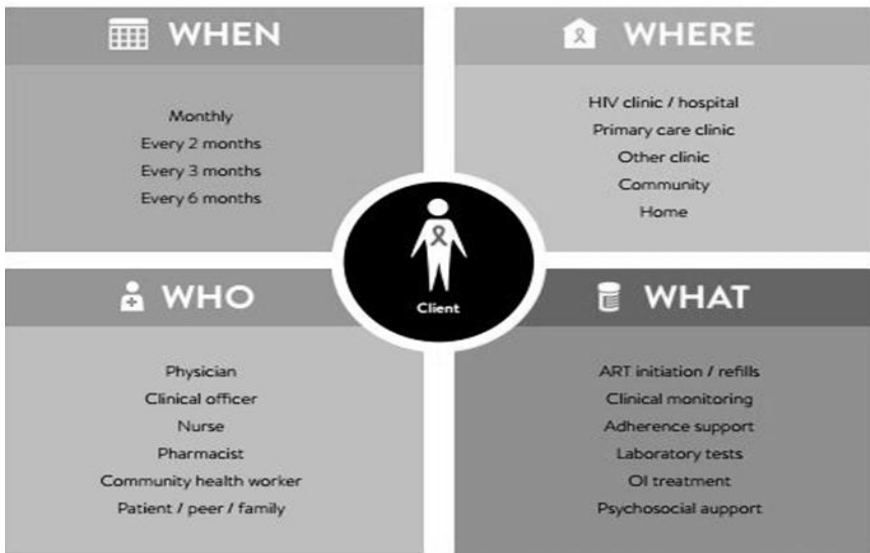 WHEN
Monthly
Every 2 months
Every 3 months
Every 6 months
WHERE
HIV clinic / hospital
Primary care clinic
Other clinic
Community
Home
Client
WHO
Physician
Clinical officer
Nurse
Pharmacist
Community health worker
Patient / peer / family
WHAT
ART initiation / refills
Clinical monitoring
Adherence support
Laboratory tests
OI treatment
Psychosocial aupport